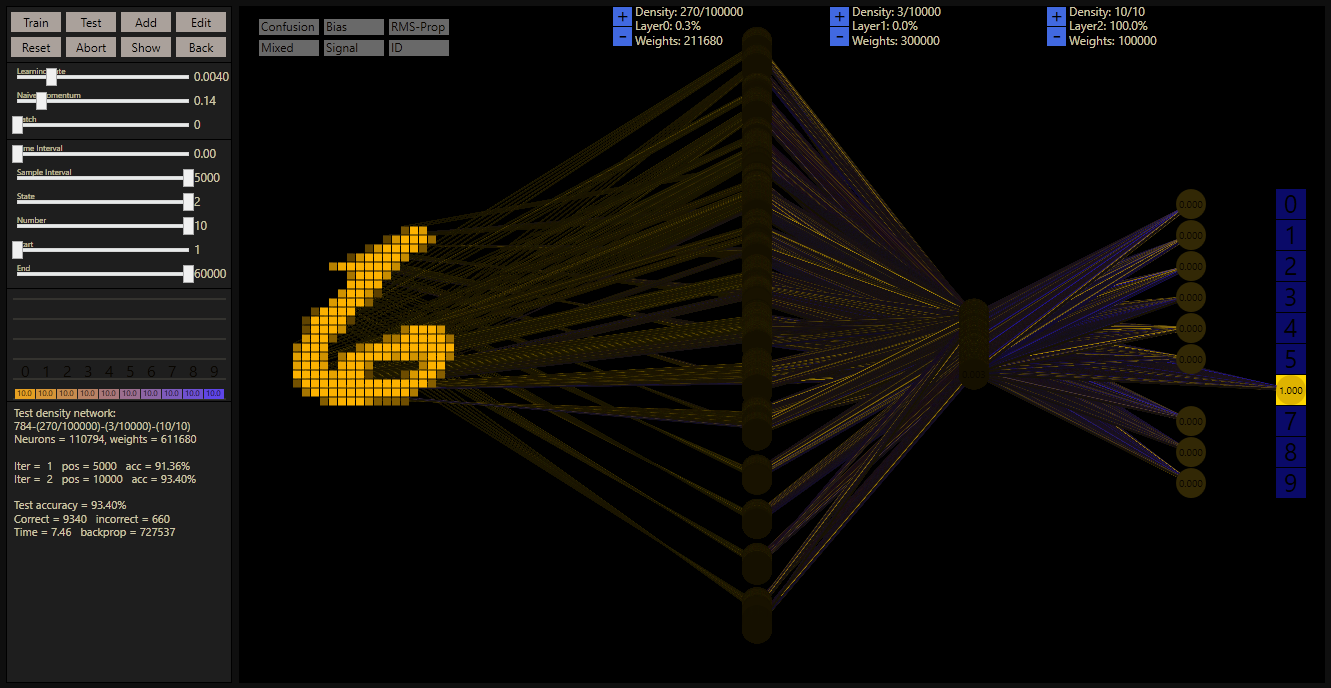 Train Test Add Edit
Reset Abort Show Back
0.0040
0.14
0
0.00
Sample Interval 5000
State 2
Number 10
1
End 60000
0 1 2 3 4 5 6 7 8 9
10.0 10.0 10.0 10.0 10.0 10.0 10.0 10.0 10.0 10.0
Test density network:
784-(270/100000)-(3/10000)-(10/10)
Neurons = 110794, weights = 611680
Iter = 1 pos = 5000 acc = 91.36%
Iter = 2 pos = 10000 acc = 93.40%
Test accuracy = 93.40%
Correct = 9340 incorrect = 660
Time = 7.46 backprop = 727537
Confusion Bias RMS-Prop
Mixed Signal ID
+ Density: 270/100000
Layer0: 0.3%
- Weights: 211680
+ Density: 3/10000
Layer1: 0.0%
- Weights: 300000
+ Density: 10/10
Layer2: 100.0%
- Weights: 100000
0.000 0
0.000 1
0.000 2
0.000 3
0.000 4
0.000 5
1.000
0.000 7
0.000 8
0.000 9